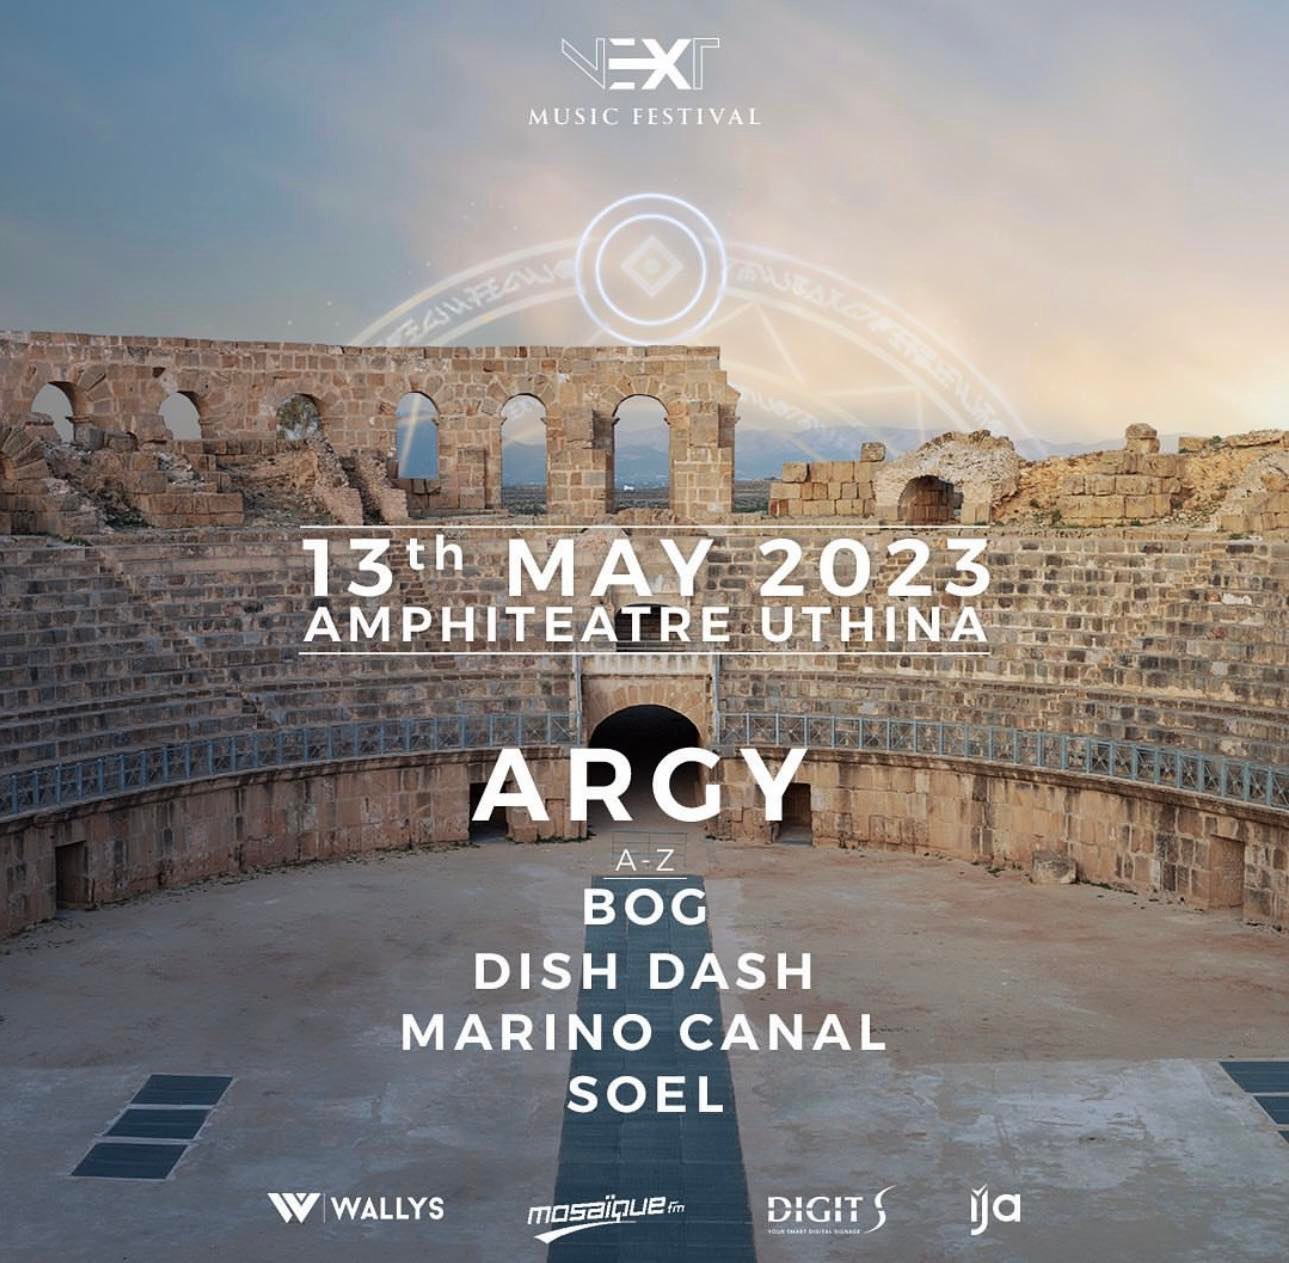 NEXT
MUSIC FESTIVAL
13th MAY 2023
AMPHITEATRE UTHINA
ARGY
A-Z
BOG
DISH DASH
MARINO CANAL
SOEL
W WALLYS
mosaïque fm
DIGIT S
YOUR SMART DIGITAL SIGNAGE
ija